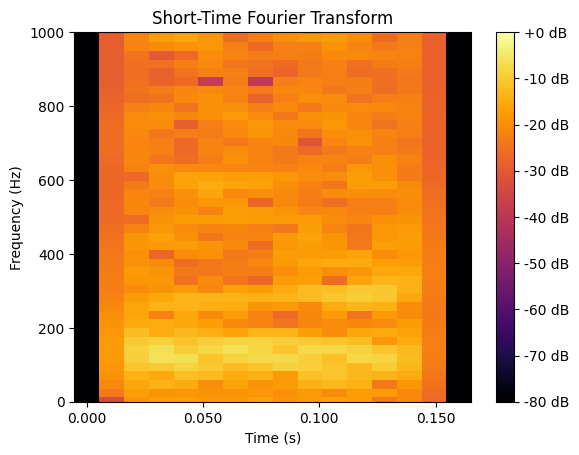 Short-Time Fourier Transform
1000
800
600
400
200
0
Frequency (Hz)
0.000
0.050
0.100
0.150
Time (s)
+0 dB
-10 dB
-20 dB
-30 dB
-40 dB
-50 dB
-60 dB
-70 dB
-80 dB